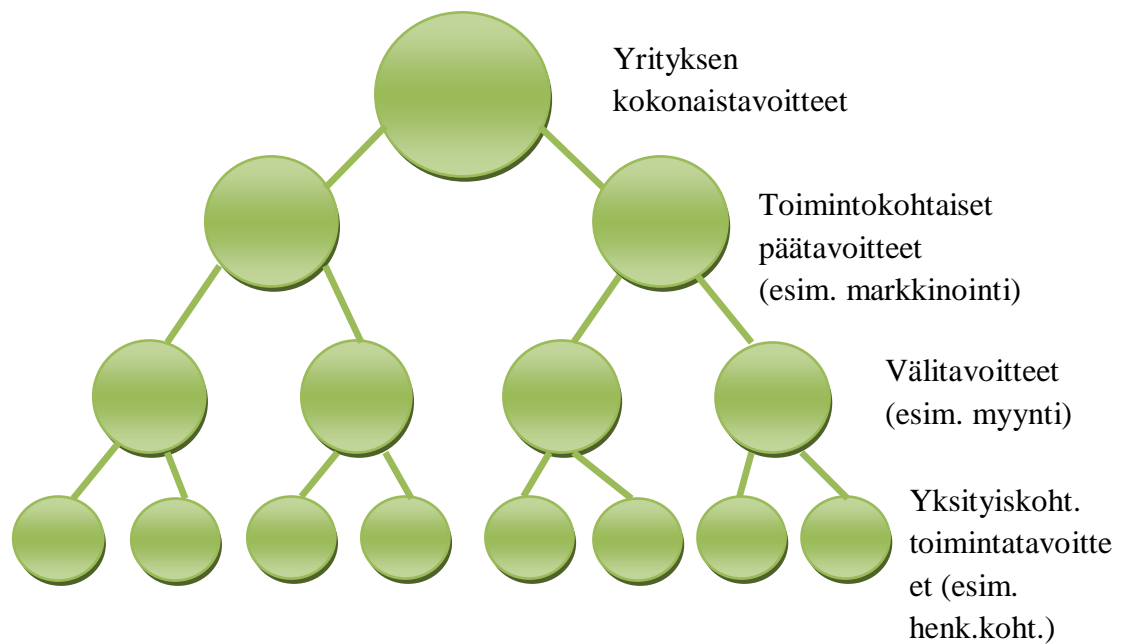 Yrityksen
kokonaistavoitteet
Toimintokohtaiset
päätavoitteet
(esim. markkinointi)
Välitavoitteet
(esim. myynti)
Yksityiskoht.
toimintatavoitte
et (esim.
henk.koht.)